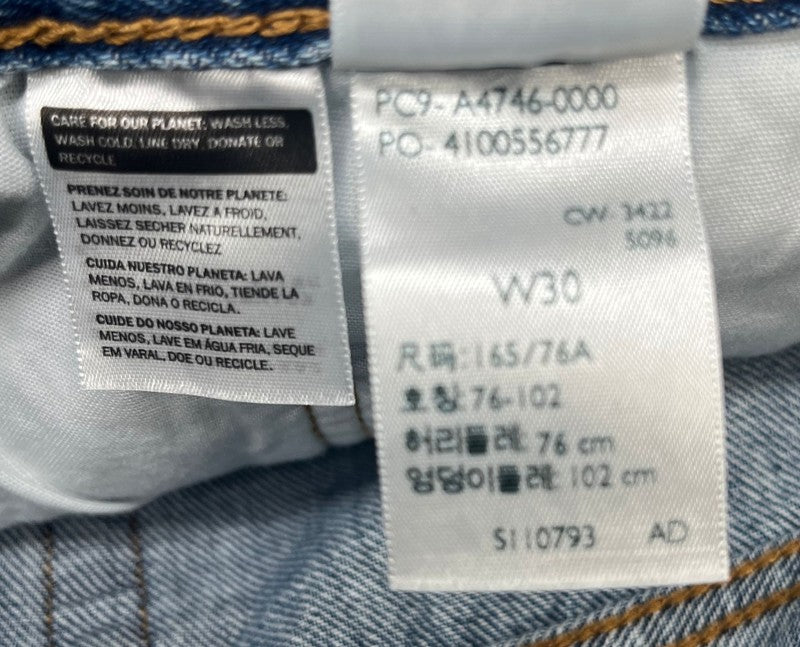 CARE FOR OUR PLANET: WASH LESS,
WASH COLD, LINE DRY, DONATE OR
RECYCLE
PRENEZ SOIN DE NOTRE PLANETE:
LAVEZ MOINS, LAVEZ A FROID,
LAISSEZ SECHER NATURELLEMENT,
DONNEZ OU RECYCLEZ
CUIDA NUESTRO PLANETA: LAVA
MENOS, LAVA EN FRIO, TIENDE LA
ROPA, DONA O RECICLA.
CUIDE DO NOSSO PLANETA: LAVE
MENOS, LAVE EM ÁGUA FRIA, SEQUE
EM VARAL, DOE OU RECICLE.
PC9- A4746-0000
PO- 4100556777
CW 3422
5096
W30
尺码:165/76A
호칭:76-102
허리둘레: 76 cm
엉덩이둘레: 102 cm
S110793 AD